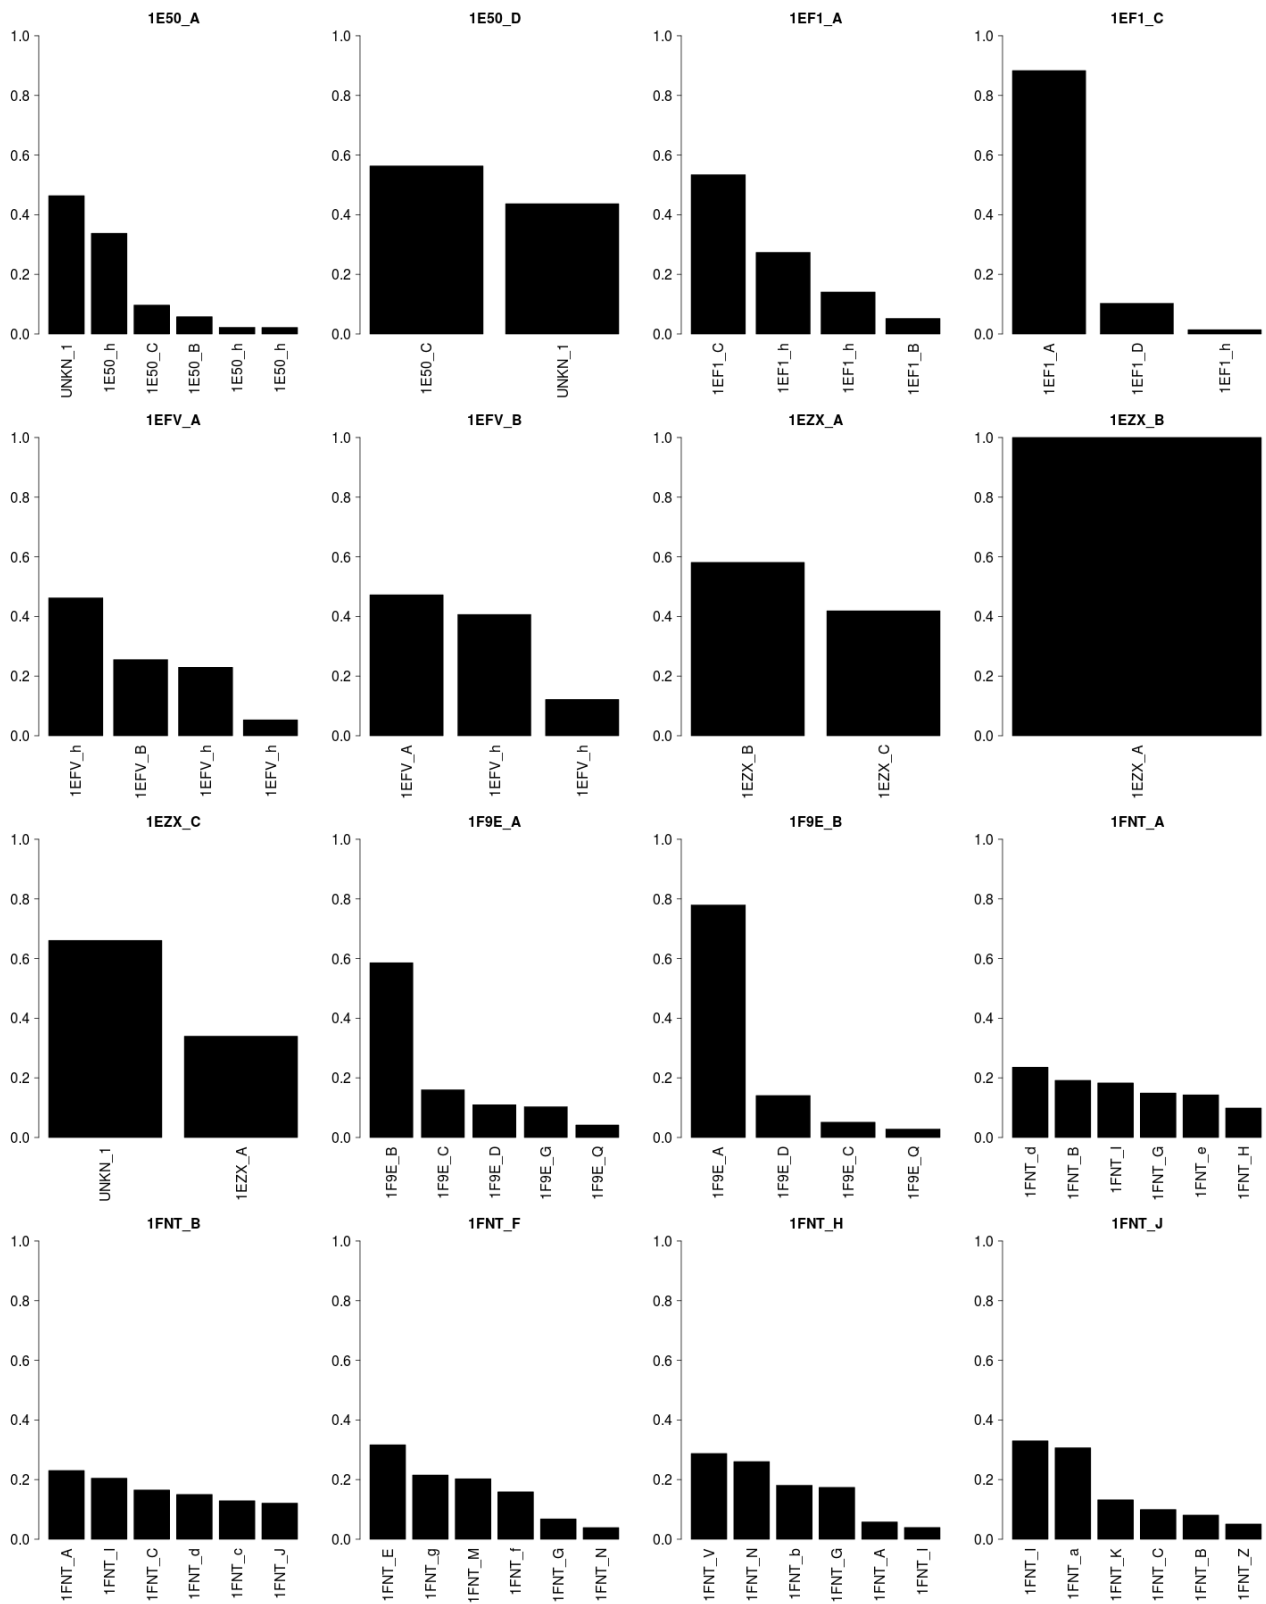 1E50_A
1.0
0.8
0.6
0.4
0.2
0.0
UNKN_1
1E50_h
1E50_C
1E50_B
1E50_h
1E50_h
1E50_D
1.0
0.8
0.6
0.4
0.2
0.0
1E50_C
UNKN_1
1EF1_A
1.0
0.8
0.6
0.4
0.2
0.0
1EF1_C
1EF1_h
1EF1_h
1EF1_B
1EF1_C
1.0
0.8
0.6
0.4
0.2
0.0
1EF1_A
1EF1_D
1EF1_h
1EFV_A
1.0
0.8
0.6
0.4
0.2
0.0
1EFV_h
1EFV_B
1EFV_h
1EFV_h
1EFV_B
1.0
0.8
0.6
0.4
0.2
0.0
1EFV_A
1EFV_h
1EFV_h
1EZX_A
1.0
0.8
0.6
0.4
0.2
0.0
1EZX_B
1EZX_C
1EZX_B
1.0
0.8
0.6
0.4
0.2
0.0
1EZX_A
1EZX_C
1.0
0.8
0.6
0.4
0.2
0.0
UNKN_1
1EZX_A
1F9E_A
1.0
0.8
0.6
0.4
0.2
0.0
1F9E_B
1F9E_C
1F9E_D
1F9E_G
1F9E_Q
1F9E_B
1.0
0.8
0.6
0.4
0.2
0.0
1F9E_A
1F9E_D
1F9E_C
1F9E_Q
1FNT_A
1.0
0.8
0.6
0.4
0.2
0.0
1FNT_d
1FNT_B
1FNT_I
1FNT_G
1FNT_e
1FNT_H
1FNT_B
1.0
0.8
0.6
0.4
0.2
0.0
1FNT_A
1FNT_I
1FNT_C
1FNT_d
1FNT_c
1FNT_J
1FNT_F
1.0
0.8
0.6
0.4
0.2
0.0
1FNT_E
1FNT_g
1FNT_M
1FNT_f
1FNT_G
1FNT_N
1FNT_H
1.0
0.8
0.6
0.4
0.2
0.0
1FNT_V
1FNT_N
1FNT_b
1FNT_G
1FNT_A
1FNT_I
1FNT_J
1.0
0.8
0.6
0.4
0.2
0.0
1FNT_I
1FNT_a
1FNT_K
1FNT_C
1FNT_B
1FNT_Z